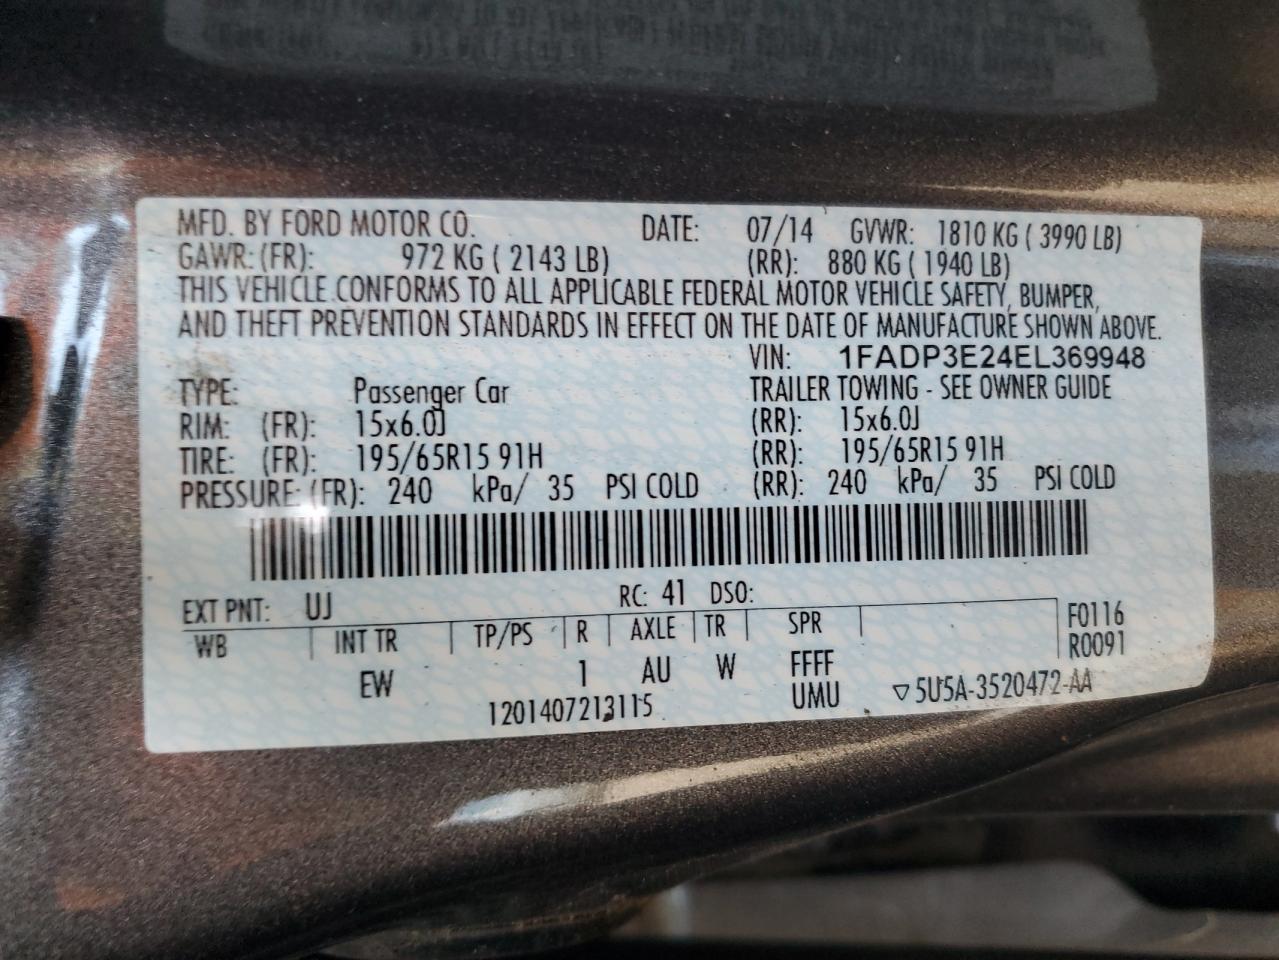 MFD. BY FORD MOTOR CO. DATE: 07/14 GVWR: 1810 KG ( 3990 LB)
GAWR: (FR): 972 KG ( 2143 LB) (RR): 880 KG ( 1940 LB)
THIS VEHICLE CONFORMS TO ALL APPLICABLE FEDERAL MOTOR VEHICLE SAFETY, BUMPER,
AND THEFT PREVENTION STANDARDS IN EFFECT ON THE DATE OF MANUFACTURE SHOWN ABOVE.
VIN: 1FADP3E24EL369948
TYPE: Passenger Car TRAILER TOWING - SEE OWNER GUIDE
RIM: (FR): 15x6.0J (RR): 15x6.0J
TIRE: (FR): 195/65R15 91H (RR): 195/65R15 91H
PRESSURE: (FR): 240 kPa/ 35 PSI COLD (RR): 240 kPa/ 35 PSI COLD
EXT PNT: UJ RC: 41 DSO:
WB INT TR TP/PS R AXLE TR SPR F0116
R0091
EW 1 AU W FFFF
1201407213115 UMU ▽5U5A-3520472-AA